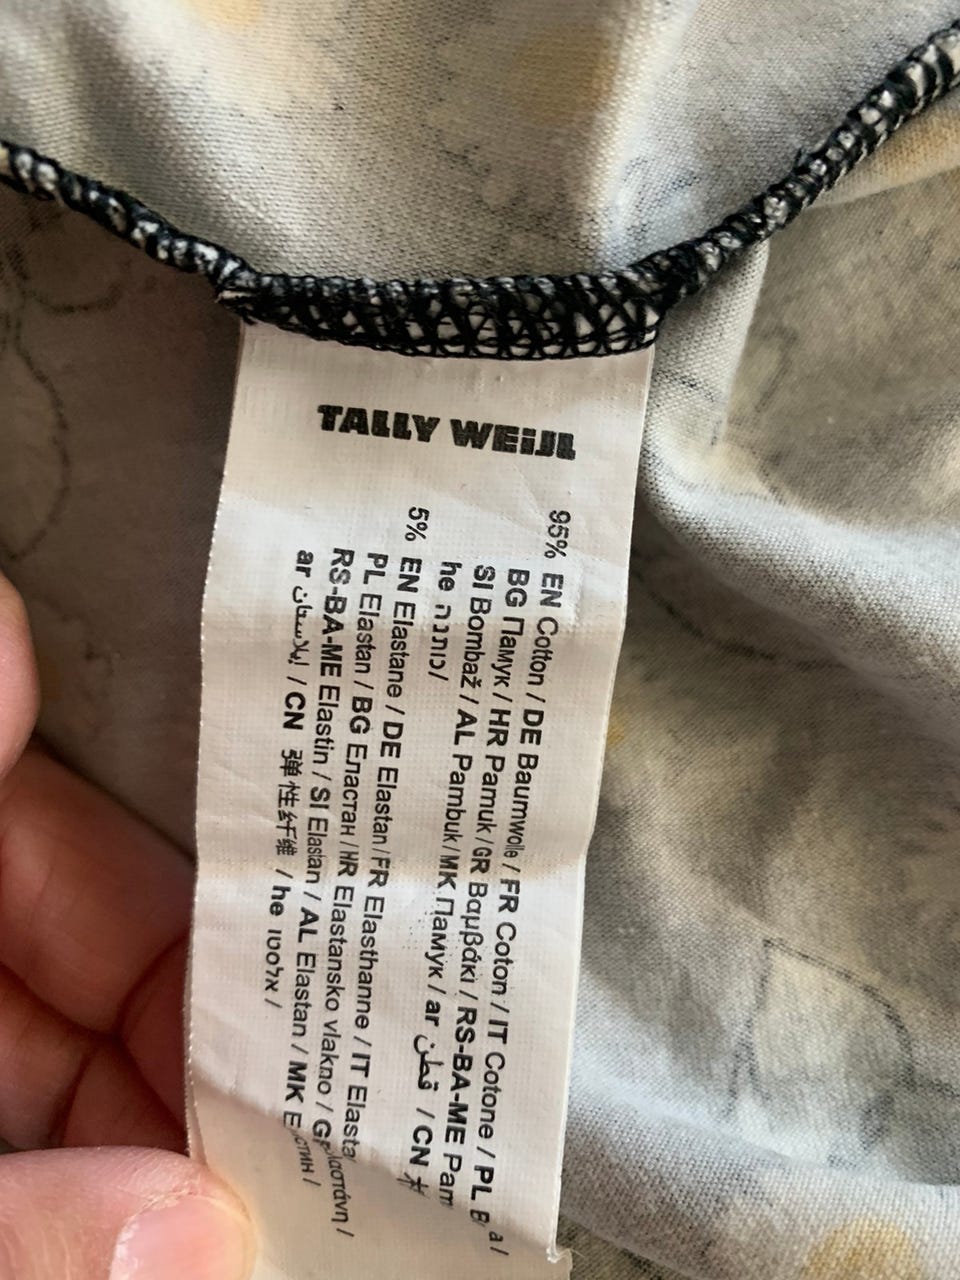 TALLY WEiJL
95% EN Cotton / DE Baumwolle / FR Coton / IT Cotone / PL
BG Памук / HR Pamuk / GR Βαμβάκι / RS-BA-ME
SI Bombaž / AL Pambuk / MK Памук / ar قطن / CN
he כותנה /
5% EN Elastane / DE Elastan / FR Elasthanne / IT
PL Elastan / BG Еластан / HR Elastansko vlakno /
RS-BA-ME Elastin / SI Elastan / AL Elastan / MK
ar إيلاستان / CN 弹性纤维 / he אלסטן /